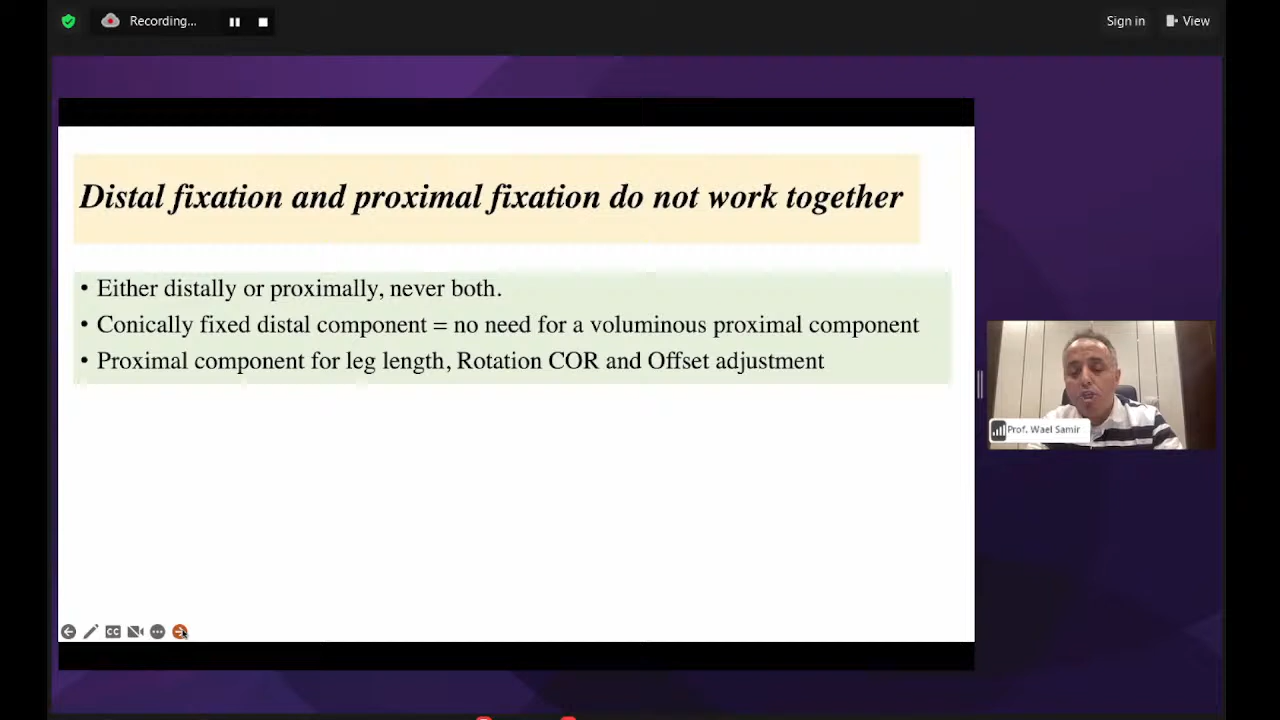 Recording...
Sign in
View
Distal fixation and proximal fixation do not work together
• Either distally or proximally, never both.
• Conically fixed distal component = no need for a voluminous proximal component
• Proximal component for leg length, Rotation COR and Offset adjustment
Prof. Wael Samir
CC